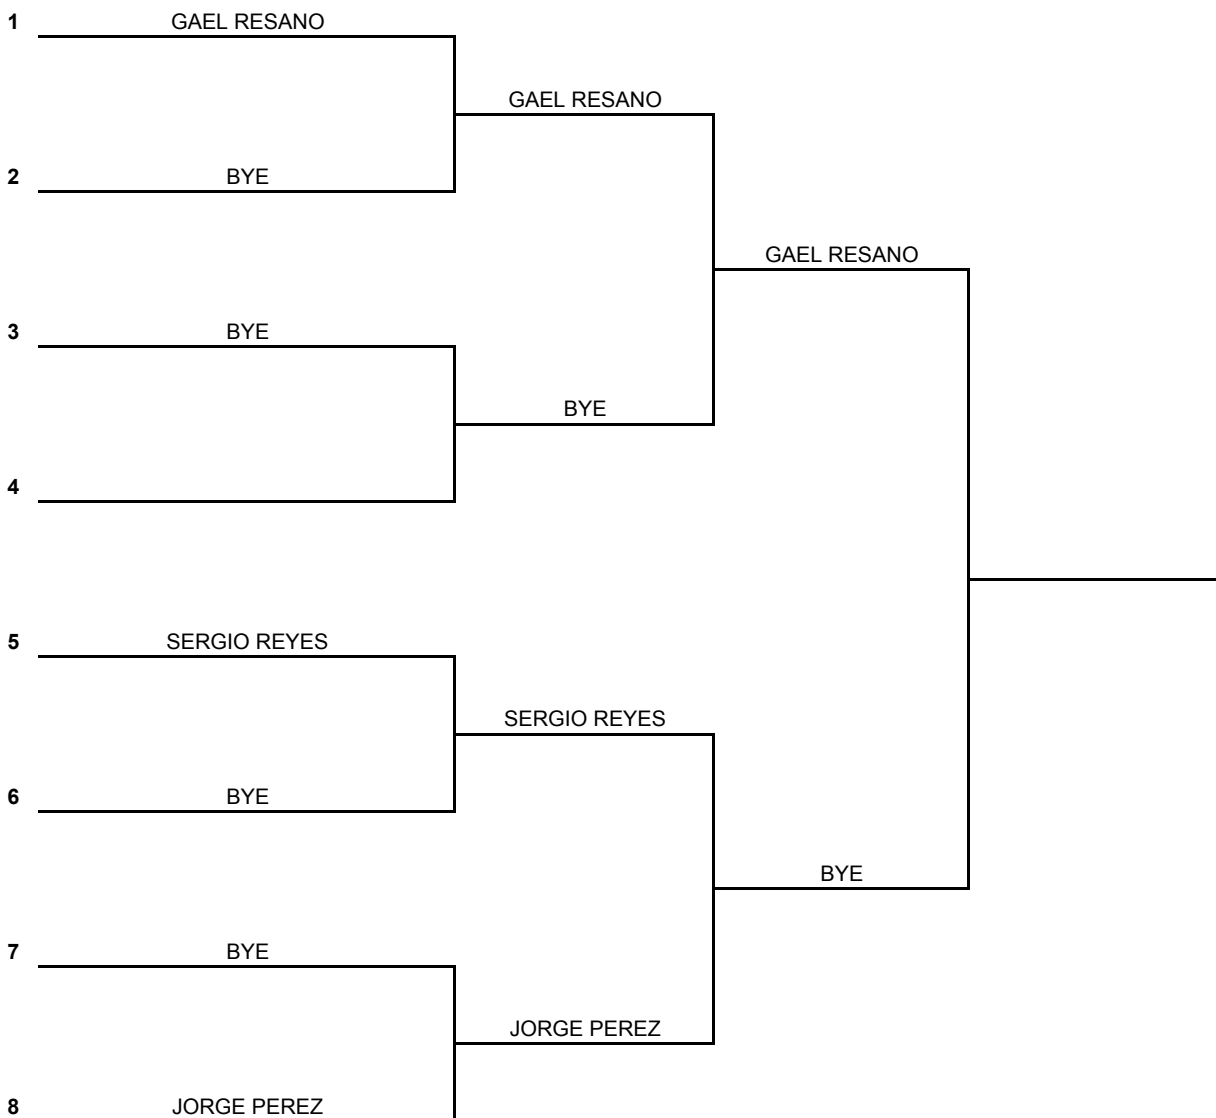 1 GAEL RESANO
GAEL RESANO
2 BYE
GAEL RESANO
3 BYE
BYE
4
5 SERGIO REYES
SERGIO REYES
6 BYE
BYE
7 BYE
JORGE PEREZ
8 JORGE PEREZ